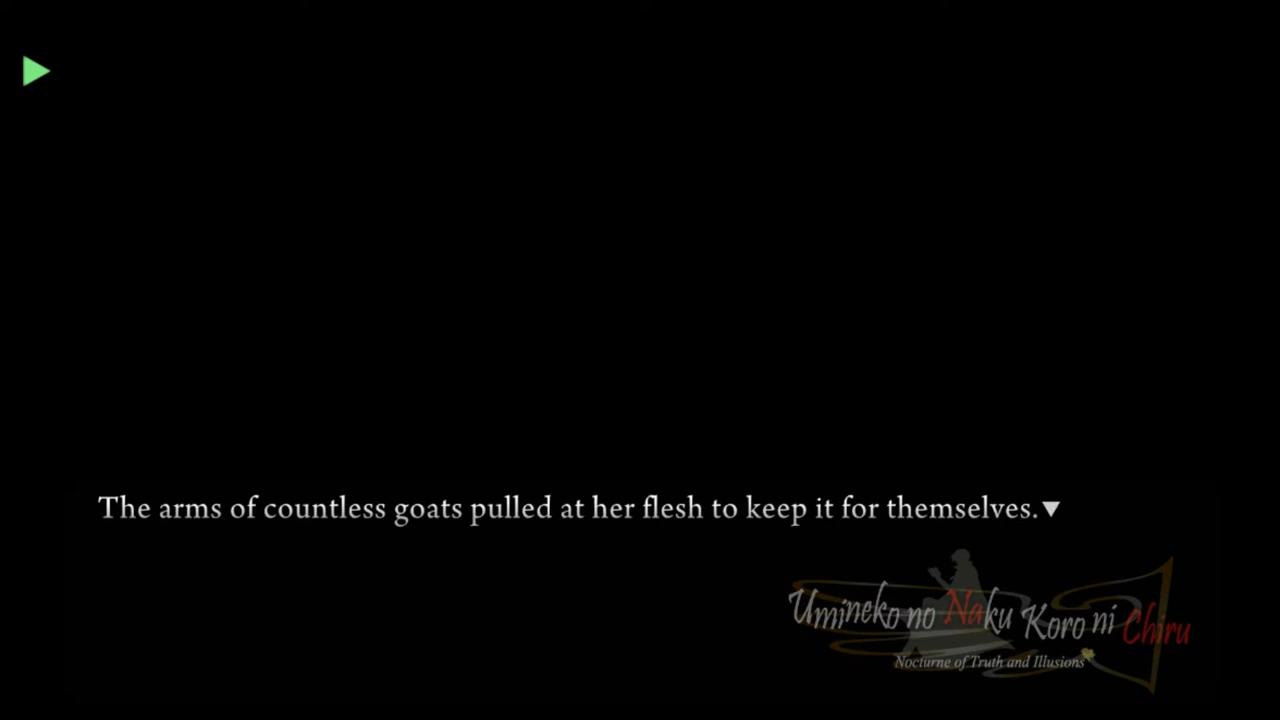 The arms of countless goats pulled at her flesh to keep it for themselves.
Umineko no Naku Koro ni Chiru
Nocturne of Truth and Illusions